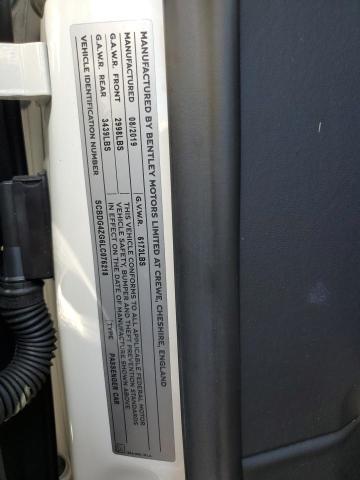 MANUFACTURED BY BENTLEY MOTORS LIMITED AT CREWE, CHESHIRE, ENGLAND
MANUFACTURED 08/2019
G.A.W.R. FRONT 2998LBS G.V.W.R. 6173LBS
G.A.W.R. REAR 3439LBS
THIS VEHICLE CONFORMS TO ALL APPLICABLE FEDERAL MOTOR
VEHICLE SAFETY, BUMPER AND THEFT PREVENTION STANDARDS
IN EFFECT ON THE DATE OF MANUFACTURE SHOWN ABOVE
VEHICLE IDENTIFICATION NUMBER SCBDG4ZG6LC076218 TYPE PASSENGER CAR